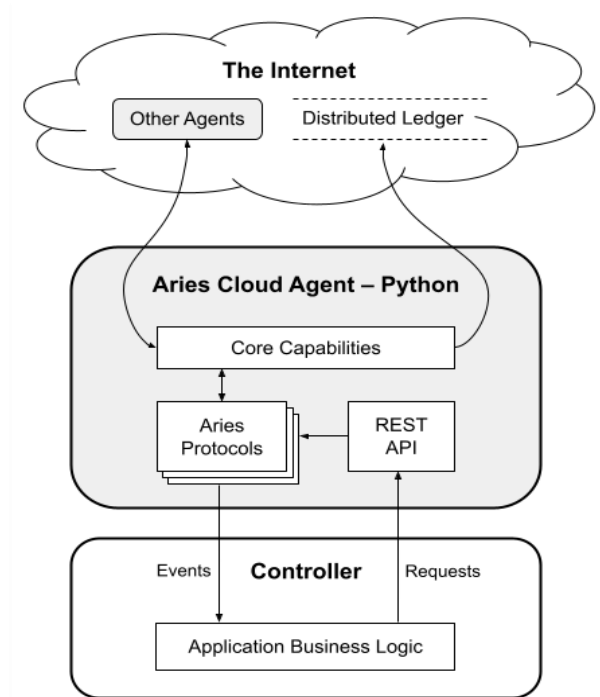 The Internet
Other Agents
Distributed Ledger
Aries Cloud Agent – Python
Core Capabilities
Aries
Protocols
REST
API
Events
Controller
Requests
Application Business Logic